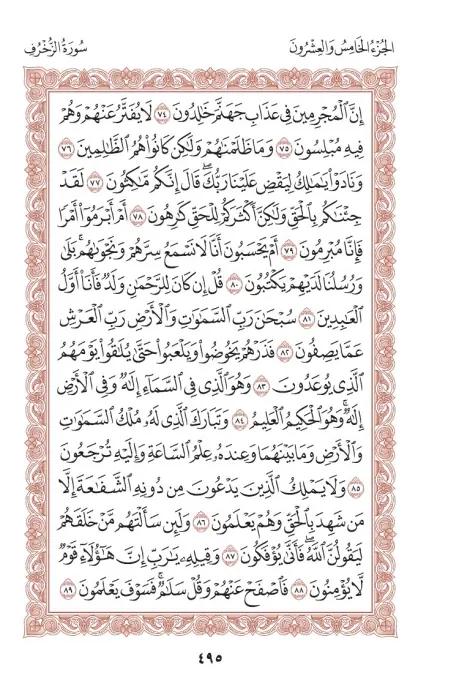 الجُزْءُ الخَامِسُ وَالعِشْرُونَ
سُورَةُ الزُّخْرُفِ
إِنَّ ٱلْمُجْرِمِينَ فِي عَذَابِ جَهَنَّمَ خَٰلِدُونَ ٧٤ لَا يُفَتَّرُ عَنْهُمْ وَهُمْ
فِيهِ مُبْلِسُونَ ٧٥ وَمَا ظَلَمْنَٰهُمْ وَلَٰكِن كَانُوا۟ هُمُ ٱلظَّٰلِمِينَ ٧٦
وَنَادَوْا۟ يَٰمَٰلِكُ لِيَقْضِ عَلَيْنَا رَبُّكَۖ قَالَ إِنَّكُم مَّٰكِثُونَ ٧٧ لَقَدْ
جِئْنَٰكُم بِٱلْحَقِّ وَلَٰكِنَّ أَكْثَرَكُمْ لِلْحَقِّ كَٰرِهُونَ ٧٨ أَمْ أَبْرَمُوٓا۟ أَمْرًا
فَإِنَّا مُبْرِمُونَ ٧٩ أَمْ يَحْسَبُونَ أَنَّا لَا نَسْمَعُ سِرَّهُمْ وَنَجْوَىٰهُمۚ بَلَىٰ
وَرُسُلُنَا لَدَيْهِمْ يَكْتُبُونَ ٨٠ قُلْ إِن كَانَ لِلرَّحْمَٰنِ وَلَدٌ فَأَنَا۠ أَوَّلُ
ٱلْعَٰبِدِينَ ٨١ سُبْحَٰنَ رَبِّ ٱلسَّمَٰوَٰتِ وَٱلْأَرْضِ رَبِّ ٱلْعَرْشِ
عَمَّا يَصِفُونَ ٨٢ فَذَرْهُمْ يَخُوضُوا۟ وَيَلْعَبُوا۟ حَتَّىٰ يُلَٰقُوا۟ يَوْمَهُمُ
ٱلَّذِي يُوعَدُونَ ٨٣ وَهُوَ ٱلَّذِي فِي ٱلسَّمَآءِ إِلَٰهٌ وَفِي ٱلْأَرْضِ
إِلَٰهٌۚ وَهُوَ ٱلْحَكِيمُ ٱلْعَلِيمُ ٨٤ وَتَبَارَكَ ٱلَّذِي لَهُۥ مُلْكُ ٱلسَّمَٰوَٰتِ
وَٱلْأَرْضِ وَمَا بَيْنَهُمَا وَعِندَهُۥ عِلْمُ ٱلسَّاعَةِ وَإِلَيْهِ تُرْجَعُونَ
٨٥ وَلَا يَمْلِكُ ٱلَّذِينَ يَدْعُونَ مِن دُونِهِ ٱلشَّفَٰعَةَ إِلَّا
مَن شَهِدَ بِٱلْحَقِّ وَهُمْ يَعْلَمُونَ ٨٦ وَلَئِن سَأَلْتَهُم مَّنْ خَلَقَهُمْ
لَيَقُولُنَّ ٱللَّهُۖ فَأَنَّىٰ يُؤْفَكُونَ ٨٧ وَقِيلِهِۦ يَٰرَبِّ إِنَّ هَٰٓؤُلَآءِ قَوْمٌ
لَّا يُؤْمِنُونَ ٨٨ فَٱصْفَحْ عَنْهُمْ وَقُلْ سَلَٰمٌۚ فَسَوْفَ يَعْلَمُونَ ٨٩
٤٩٥